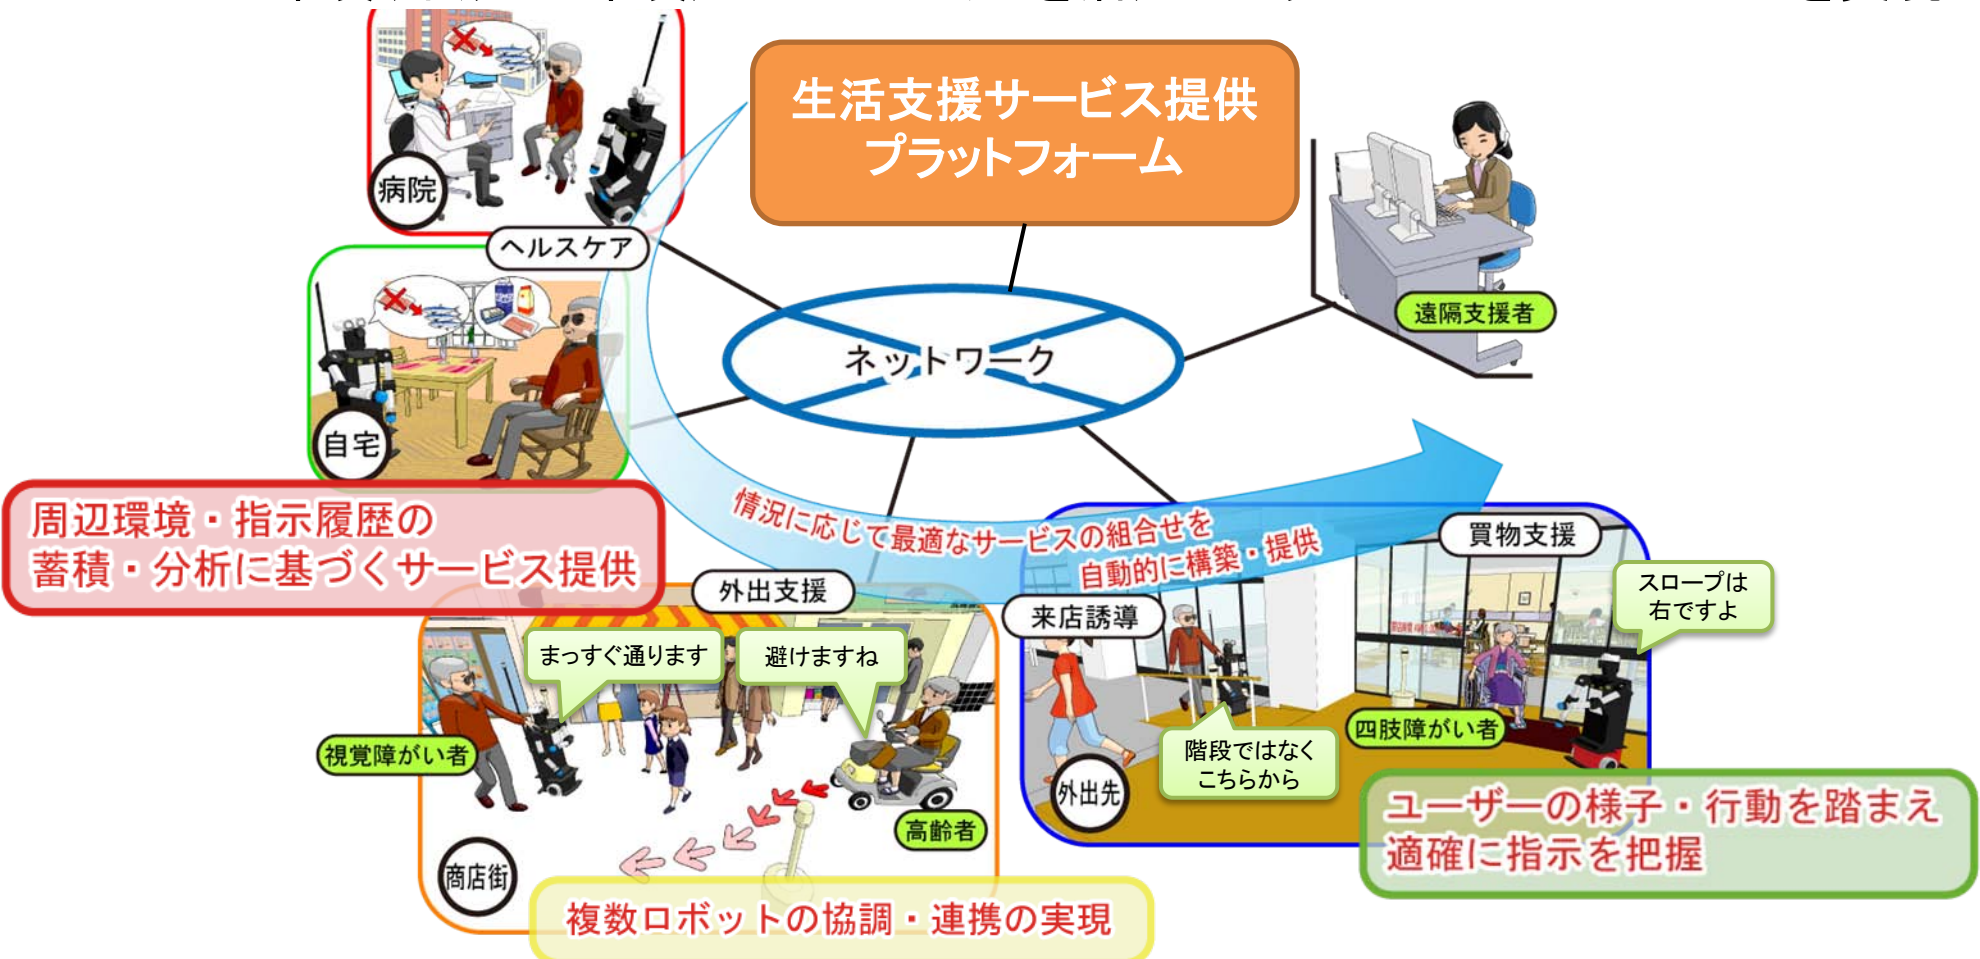 生活支援サービス提供
プラットフォーム
病院
ヘルスケア
遠隔支援者
ネットワーク
自宅
周辺環境・指示履歴の
蓄積・分析に基づくサービス提供
情況に応じて最適なサービスの組合せを
自動的に構築・提供
買物支援
スロープは
右ですよ
外出支援
来店誘導
まっすぐ通ります
避けますね
視覚障がい者
四肢障がい者
階段ではなく
こちらから
外出先
高齢者
ユーザーの様子・行動を踏まえ
適確に指示を把握
商店街
複数ロボットの協調・連携の実現